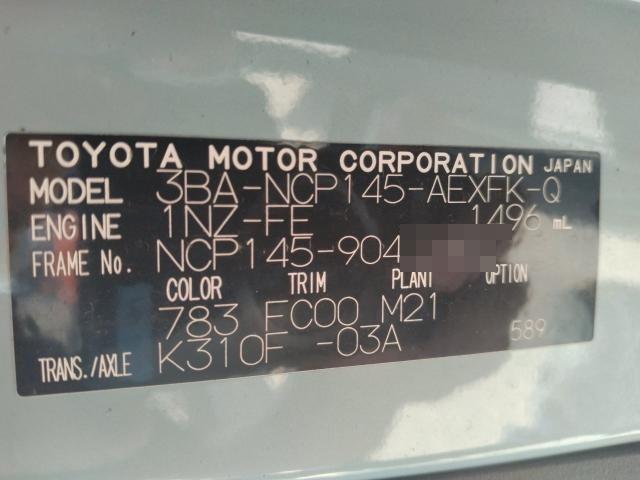 TOYOTA MOTOR CORPORATION JAPAN
MODEL 3BA-NCP145-AEXFK-Q
ENGINE 1NZ-FE 1496 mL
FRAME No. NCP145-904
COLOR TRIM PLANT OPTION
783 FC00 M21
TRANS./AXLE K310F -03A 589